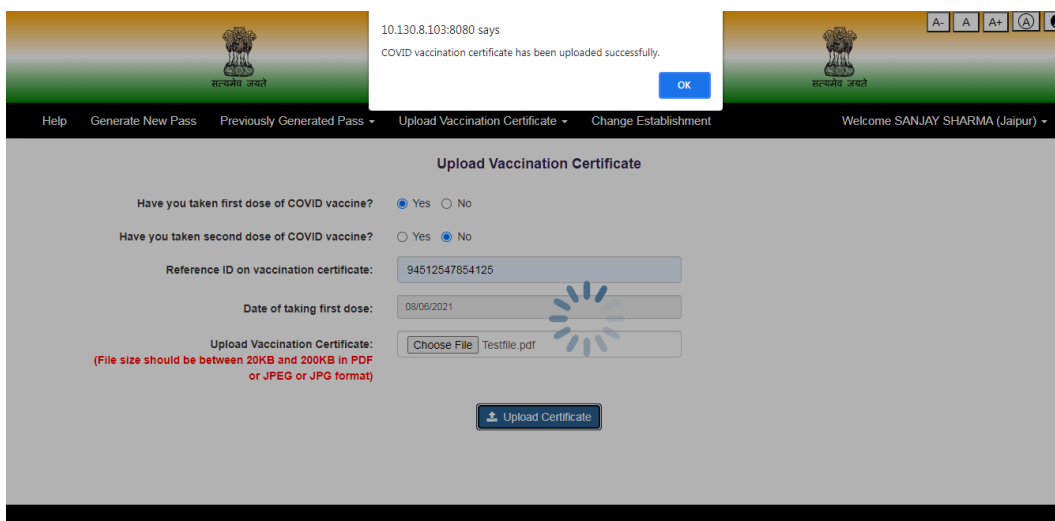 10.130.8.103:8080 says
COVID vaccination certificate has been uploaded successfully.
OK
A- A A+ A
सत्यमेव जयते सत्यमेव जयते
Help Generate New Pass Previously Generated Pass Upload Vaccination Certificate Change Establishment Welcome SANJAY SHARMA (Jaipur)
Upload Vaccination Certificate
Have you taken first dose of COVID vaccine? Yes No
Have you taken second dose of COVID vaccine? Yes No
Reference ID on vaccination certificate: 94512547854125
Date of taking first dose: 08/06/2021
Upload Vaccination Certificate: Choose File Testfile.pdf
(File size should be between 20KB and 200KB in PDF
or JPEG or JPG format)
Upload Certificate